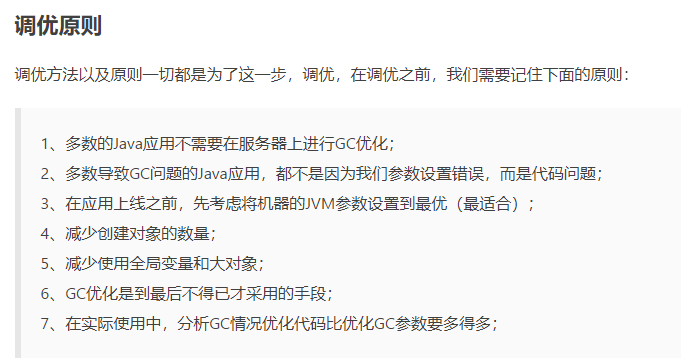 调优原则
调优方法以及原则一切都是为了这一步，调优，在调优之前，我们需要记住下面的原则：
1、多数的Java应用不需要在服务器上进行GC优化；
2、多数导致GC问题的Java应用，都不是因为我们参数设置错误，而是代码问题；
3、在应用上线之前，先考虑将机器的JVM参数设置到最优（最适合）；
4、减少创建对象的数量；
5、减少使用全局变量和大对象；
6、GC优化是到最后不得已才采用的手段；
7、在实际使用中，分析GC情况优化代码比优化GC参数要多得多；